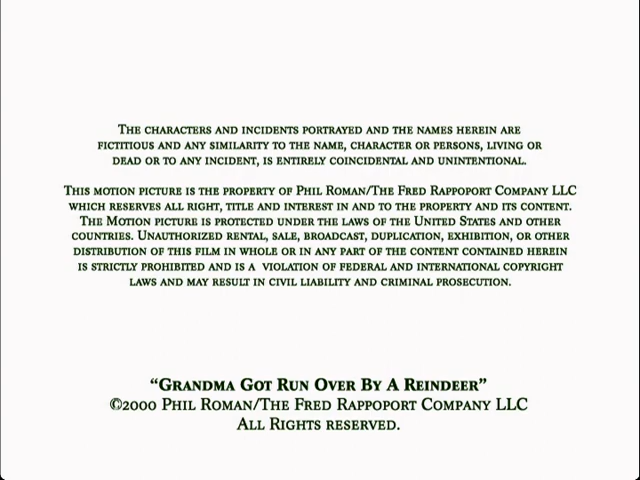 The characters and incidents portrayed and the names herein are
fictitious and any similarity to the name, character or persons, living or
dead or to any incident, is entirely coincidental and unintentional.
This motion picture is the property of Phil Roman/The Fred Rappoport Company LLC
which reserves all right, title and interest in and to the property and its content.
The Motion picture is protected under the laws of the United States and other
countries. Unauthorized rental, sale, broadcast, duplication, exhibition, or other
distribution of this film in whole or in any part of the content contained herein
is strictly prohibited and is a violation of federal and international copyright
laws and may result in civil liability and criminal prosecution.
“Grandma Got Run Over By A Reindeer”
©2000 Phil Roman/The Fred Rappoport Company LLC
All Rights reserved.